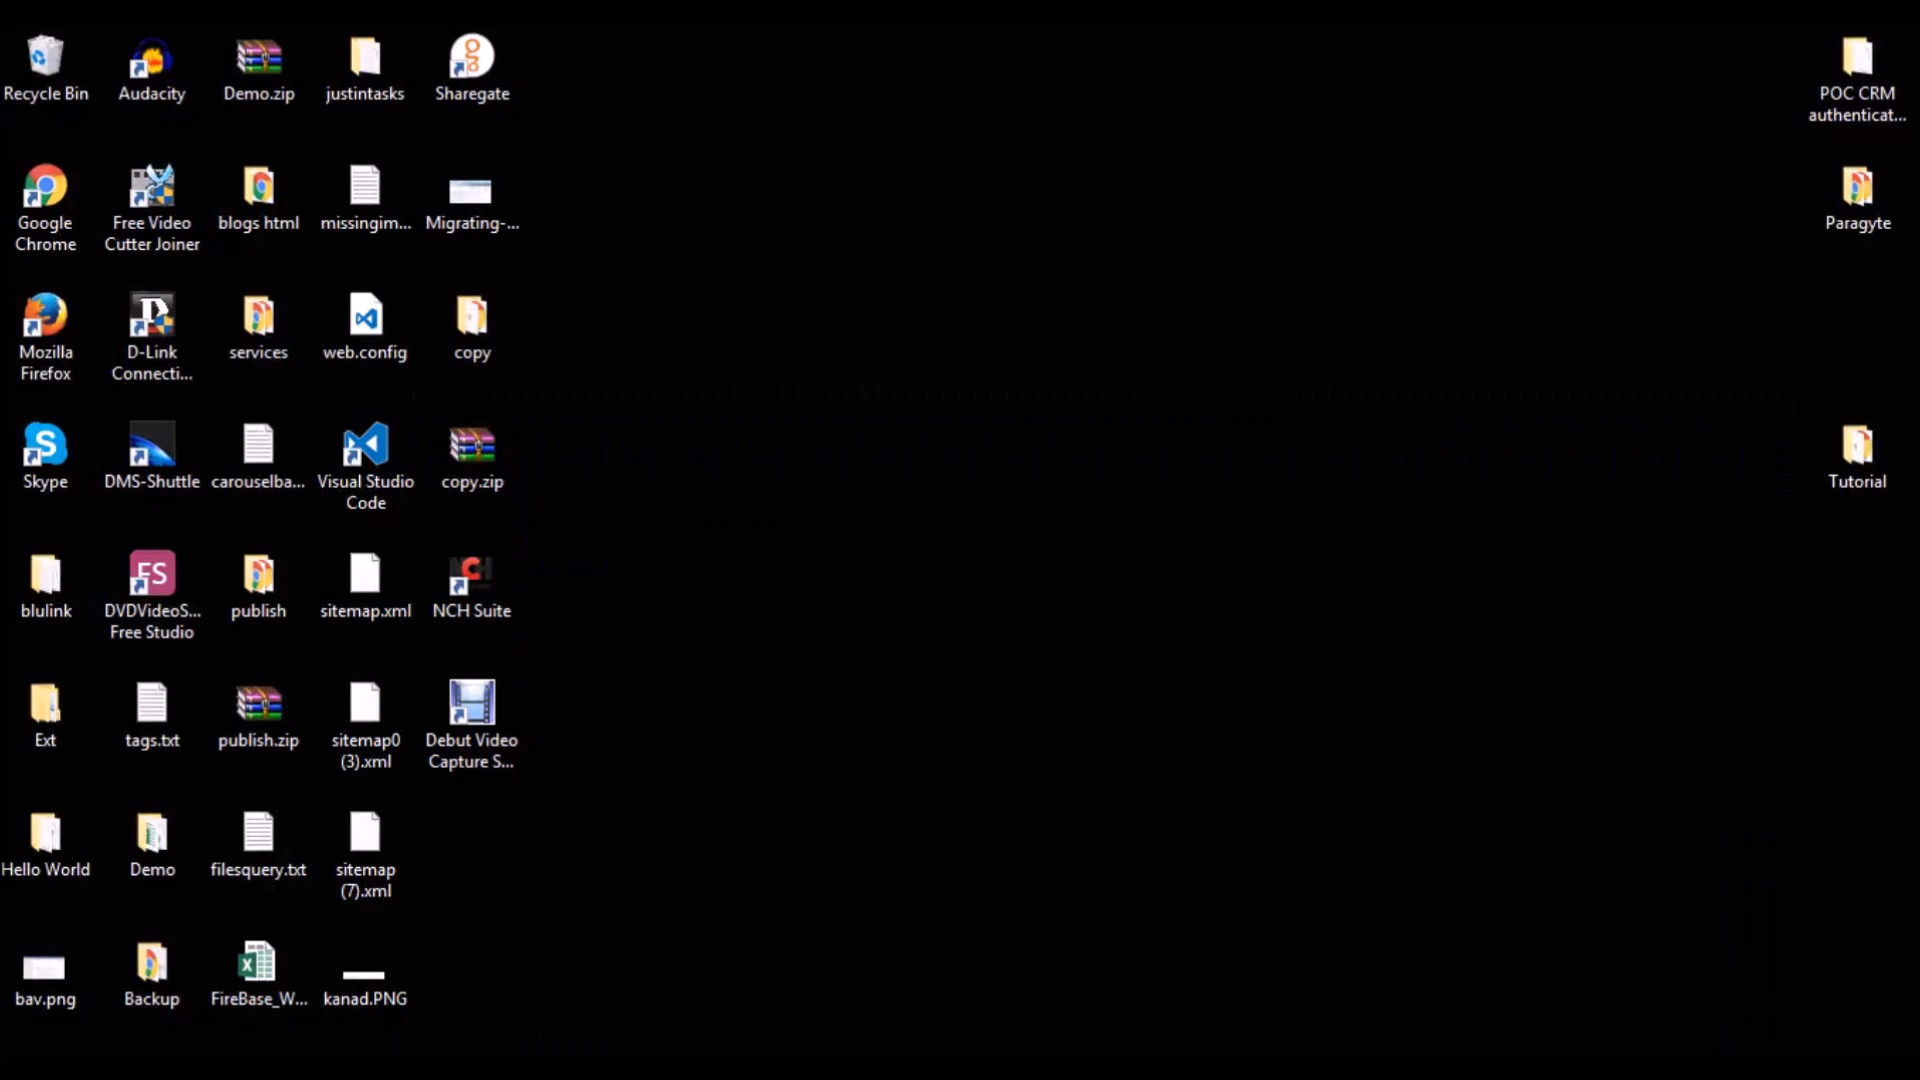 Recycle Bin
Audacity
Demo.zip
justintasks
Sharegate
POC CRM
authenticat...
Google
Chrome
Free Video
Cutter Joiner
blogs html
missingim...
Migrating-...
Paragyte
Mozilla
Firefox
D-Link
Connecti...
services
web.config
copy
Skype
DMS-Shuttle
carouselba...
Visual Studio
Code
copy.zip
Tutorial
blulink
DVDVideoS...
Free Studio
publish
sitemap.xml
NCH Suite
Ext
tags.txt
publish.zip
sitemap0
(3).xml
Debut Video
Capture S...
Hello World
Demo
filesquery.txt
sitemap
(7).xml
bav.png
Backup
FireBase_W...
kanad.PNG